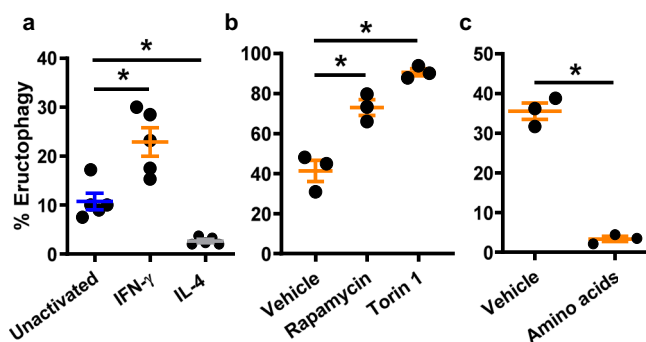 a
b
c
% Eructophagy
40
30
20
10
0
*
*
Unactivated
IFN-γ
IL-4
100
80
60
40
20
0
*
*
Vehicle
Rapamycin
Torin 1
50
40
30
20
10
0
*
Vehicle
Amino acids